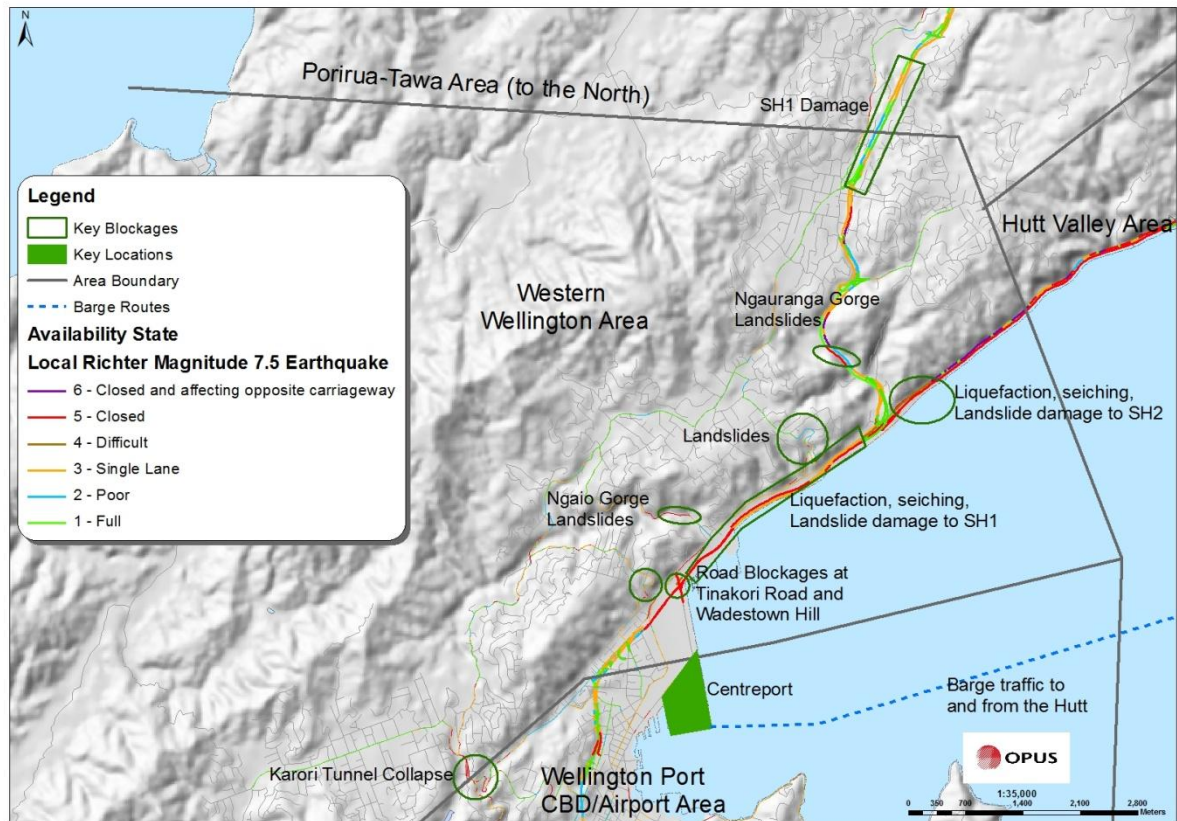 N
Porirua-Tawa Area (to the North)
SH1 Damage
Legend
Key Blockages
Key Locations
Area Boundary
Barge Routes
Availability State
Local Richter Magnitude 7.5 Earthquake
6 - Closed and affecting opposite carriageway
5 - Closed
4 - Difficult
3 - Single Lane
2 - Poor
1 - Full
Hutt Valley Area
Western
Wellington Area
Ngauranga Gorge
Landslides
Liquefaction, seiching,
Landslide damage to SH2
Landslides
Ngaio Gorge
Landslides
Liquefaction, seiching,
Landslide damage to SH1
Road Blockages at
Tinakori Road and
Wadestown Hill
Centreport
Barge traffic to
and from the Hutt
Karori Tunnel Collapse
Wellington Port
CBD/Airport Area
OPUS
1:35,000
0 350 700 1,400 2,100 2,800
Meters